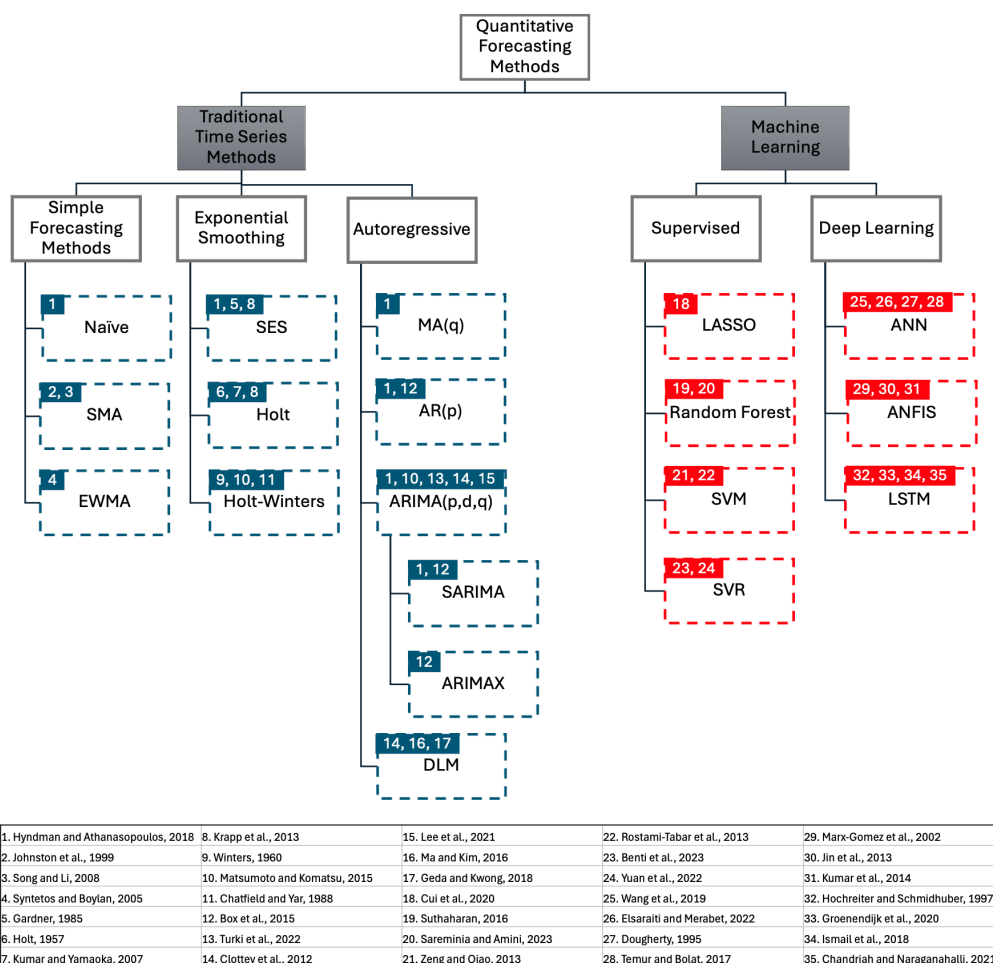 Quantitative
Forecasting
Methods
Traditional
Time Series
Methods
Machine
Learning
Simple
Forecasting
Methods
Exponential
Smoothing
Autoregressive
Supervised
Deep Learning
1
Naïve
2, 3
SMA
4
EWMA
1, 5, 8
SES
6, 7, 8
Holt
9, 10, 11
Holt-Winters
1
MA(q)
1, 12
AR(p)
1, 10, 13, 14, 15
ARIMA(p,d,q)
1, 12
SARIMA
12
ARIMAX
14, 16, 17
DLM
18
LASSO
19, 20
Random Forest
21, 22
SVM
23, 24
SVR
25, 26, 27, 28
ANN
29, 30, 31
ANFIS
32, 33, 34, 35
LSTM
1. Hyndman and Athanasopoulos, 2018
2. Johnston et al., 1999
3. Song and Li, 2008
4. Syntetos and Boylan, 2005
5. Gardner, 1985
6. Holt, 1957
7. Kumar and Yamaoka, 2007
8. Krapp et al., 2013
9. Winters, 1960
10. Matsumoto and Komatsu, 2015
11. Chatfield and Yar, 1988
12. Box et al., 2015
13. Turki et al., 2022
14. Clottey et al., 2012
15. Lee et al., 2021
16. Ma and Kim, 2016
17. Geda and Kwong, 2018
18. Cui et al., 2020
19. Suthaharan, 2016
20. Sareminia and Amini, 2023
21. Zeng and Qiao, 2013
22. Rostami-Tabar et al., 2013
23. Benti et al., 2023
24. Yuan et al., 2022
25. Wang et al., 2019
26. Elsaraiti and Merabet, 2022
27. Dougherty, 1995
28. Temur and Bolat, 2017
29. Marx-Gomez et al., 2002
30. Jin et al., 2013
31. Kumar et al., 2014
32. Hochreiter and Schmidhuber, 1997
33. Groenendijk et al., 2020
34. Ismail et al., 2018
35. Chandriah and Naraganahalli, 2021